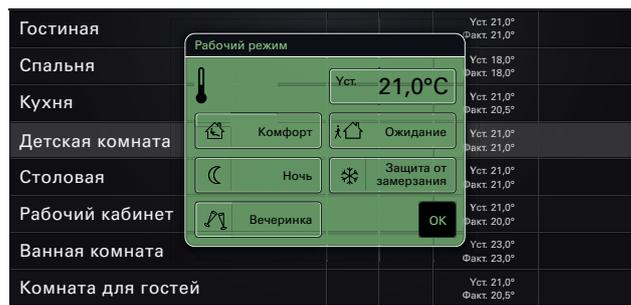 Гостиная
Уст. 21,0°
Факт. 21,0°
Рабочий режим
Спальня
Уст. 18,0°
Факт. 18,0°
Уст. 21,0°C
Кухня
Уст. 21,0°
Факт. 20,5°
Комфорт
Ожидание
Детская комната
Уст. 21,0°
Факт. 21,0°
Столовая
Ночь
Защита от
замерзания
Уст. 21,0°
Факт. 21,0°
Рабочий кабинет
Вечеринка
OK
Уст. 21,0°
Факт. 20,0°
Ванная комната
Уст. 23,0°
Факт. 23,0°
Комната для гостей
Уст. 21,0°
Факт. 20,5°